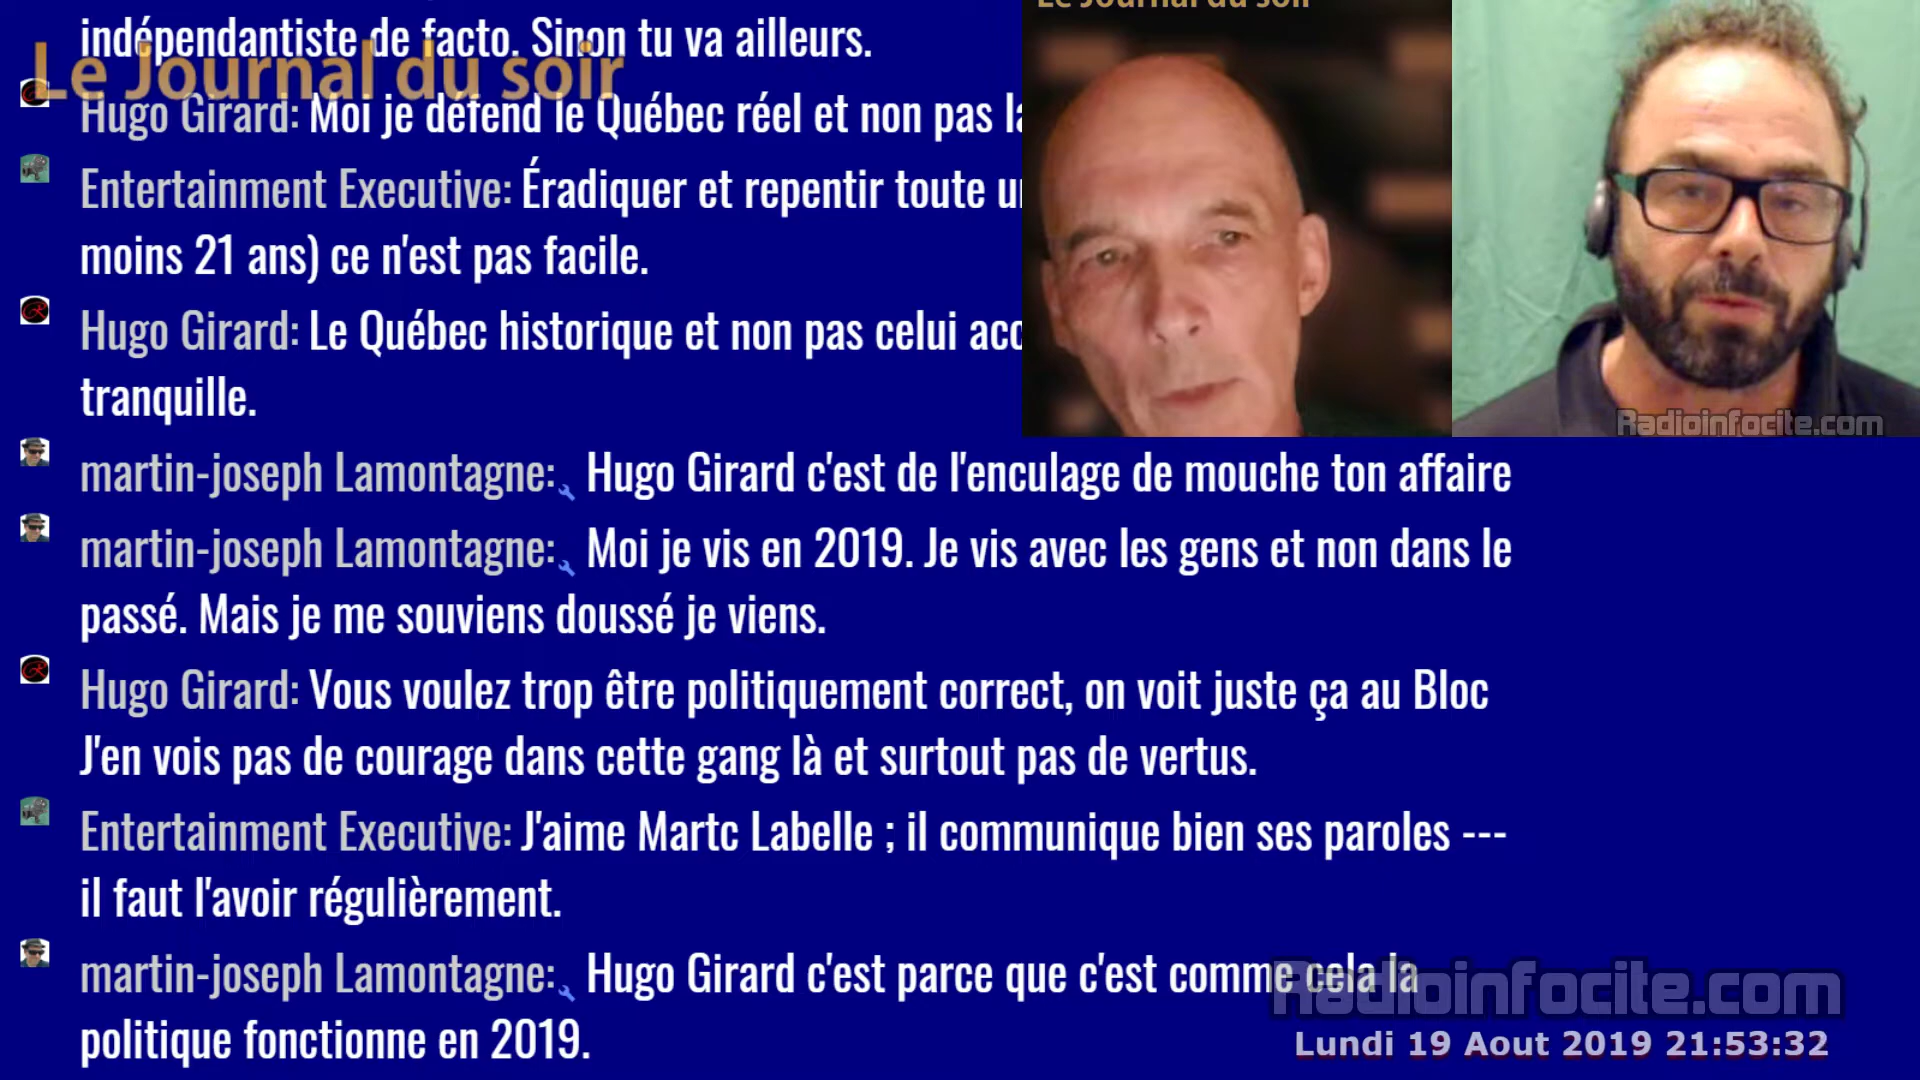 indépendantiste de facto. Sinon tu va ailleurs.
Le Journal du soir
Le Journal du soir
Hugo Girard: Moi je défend le Québec réel et non pas la
Entertainment Executive: Éradiquer et repentir toute
moins 21 ans) ce n'est pas facile.
Hugo Girard: Le Québec historique et non pas celui
tranquille.
Radioinfocite.com
martin-joseph Lamontagne: Hugo Girard c'est de l'enculage de mouche ton affaire
martin-joseph Lamontagne: Moi je vis en 2019. Je vis avec les gens et non dans le
passé. Mais je me souviens doussé je viens.
Hugo Girard: Vous voulez trop être politiquement correct, on voit juste ça au Bloc
J'en vois pas de courage dans cette gang là et surtout pas de vertus.
Entertainment Executive: J'aime Martc Labelle ; il communique bien ses paroles ---
il faut l'avoir régulièrement.
martin-joseph Lamontagne: Hugo Girard c'est parce que c'est comme cela la
politique fonctionne en 2019.
Radioinfocite.com
Lundi 19 Aout 2019 21:53:32